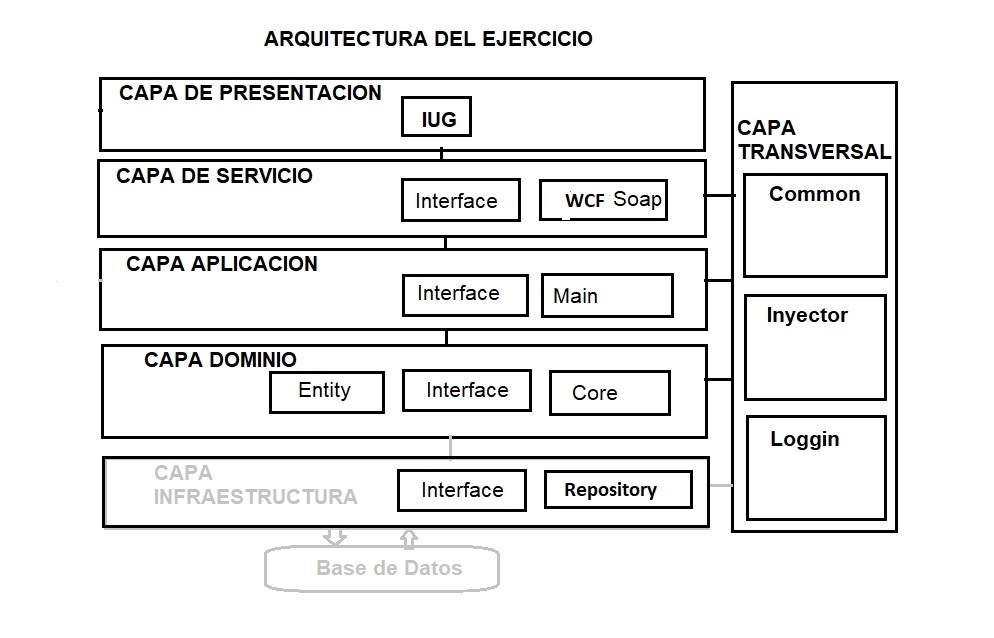 ARQUITECTURA DEL EJERCICIO
CAPA DE PRESENTACION
IUG
CAPA DE SERVICIO
Interface
WCF Soap
CAPA APLICACION
Interface
Main
CAPA DOMINIO
Entity
Interface
Core
CAPA
INFRAESTRUCTURA
Interface
Repository
Base de Datos
CAPA
TRANSVERSAL
Common
Inyector
Loggin